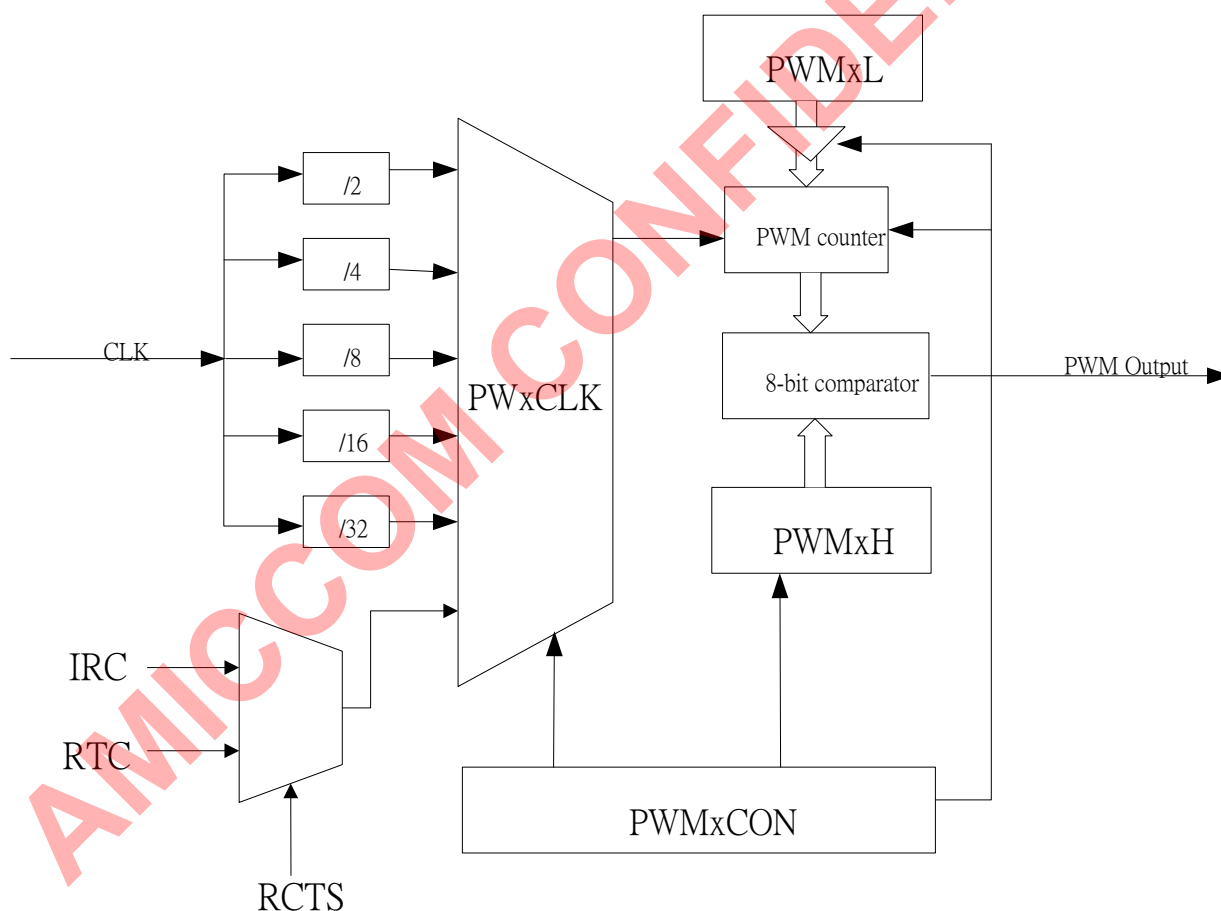 PWMxL
/2
PWM counter
/4
CLK
/8
8-bit comparator
PWM Output
PWxCLK
/16
/32
PWMxH
IRC
RTC
PWMxCON
RCTS
AMICCOM CONFIDE